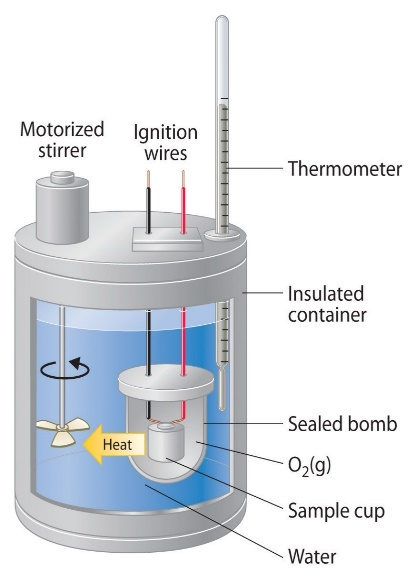 Motorized
stirrer
Ignition
wires
Thermometer
Insulated
container
Sealed bomb
Heat
O₂(g)
Sample cup
Water